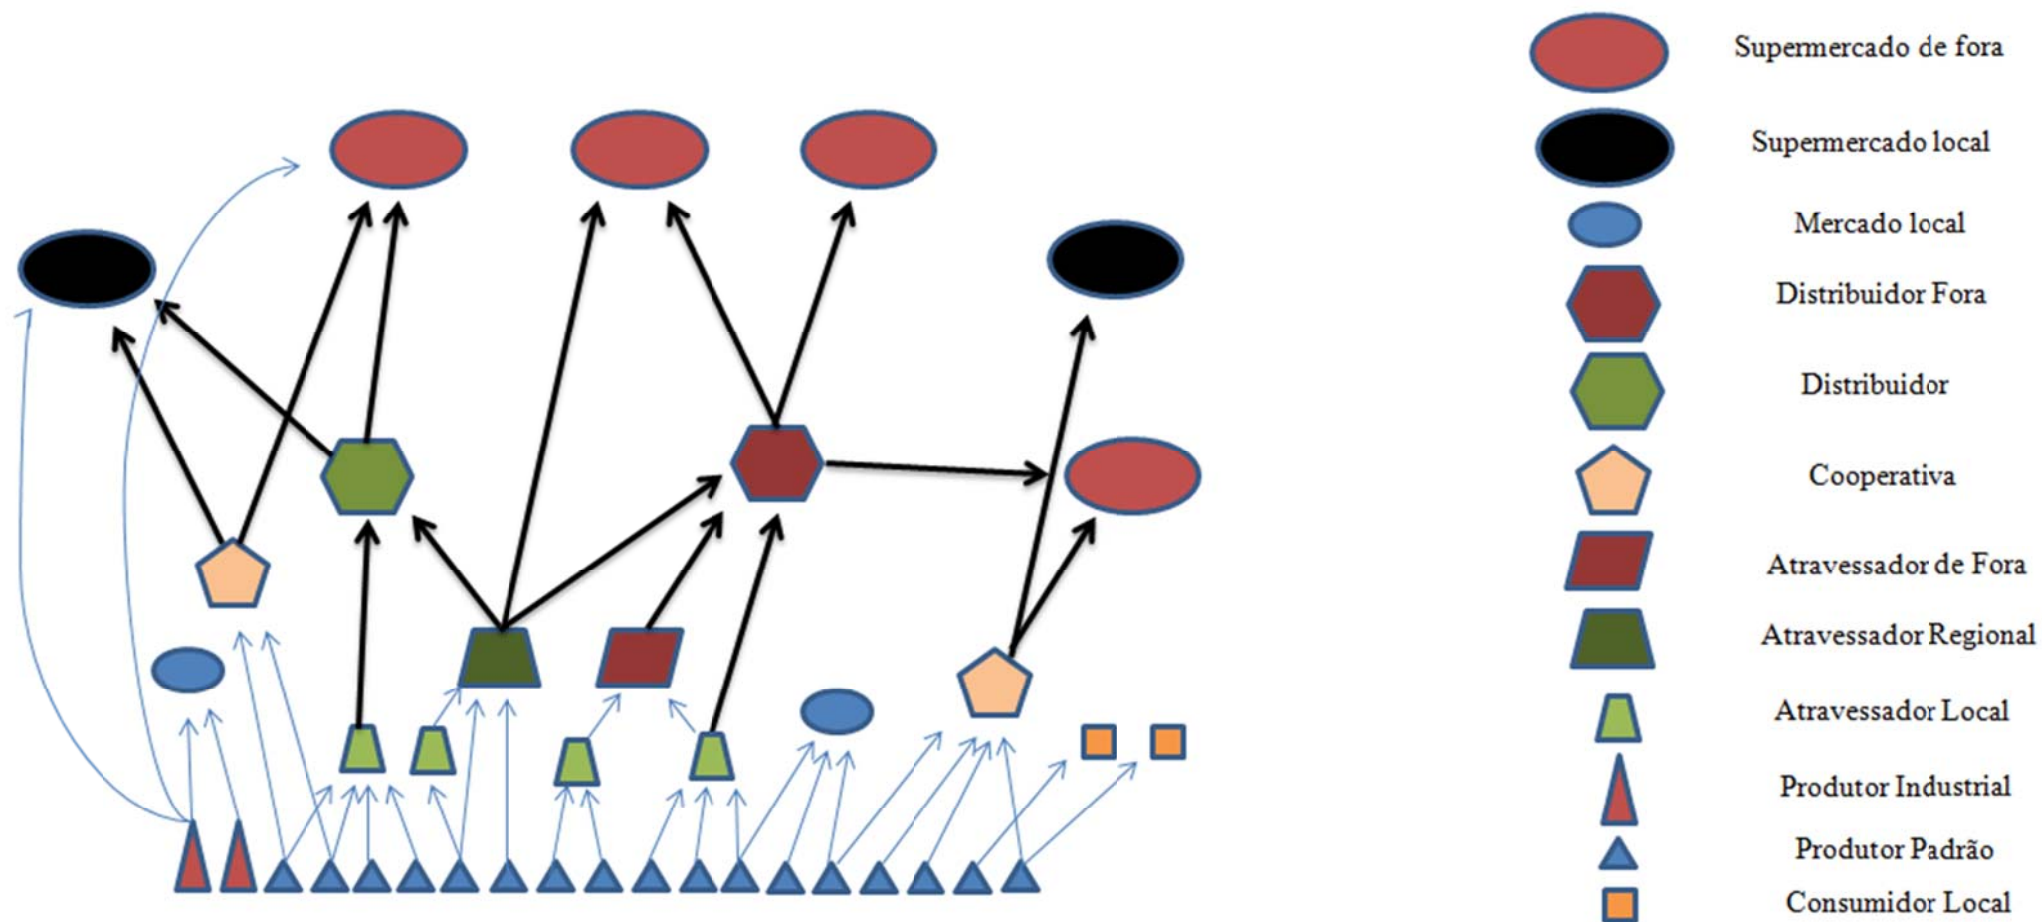 Supermercado de fora
Supermercado local
Mercado local
Distribuidor Fora
Distribuidor
Cooperativa
Atravessador de Fora
Atravessador Regional
Atravessador Local
Produtor Industrial
Produtor Padrão
Consumidor Local